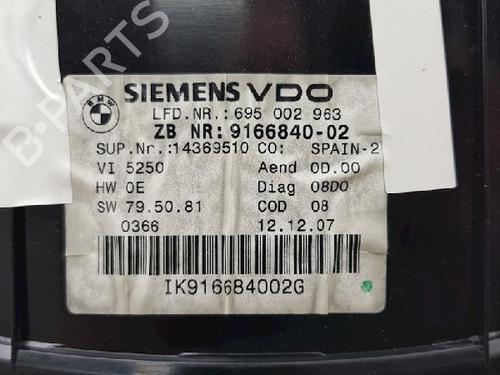 B-PARTS
BMW
SIEMENS VDO
LFD.NR.:695 002 963
ZB NR:9166840-02
SUP.Nr.:14369510 CO: SPAIN-2
VI 5250 Aend 0D.00
HW 0E Diag 08D0
SW 79.50.81 COD 08
0366 12.12.07
IK916684002G